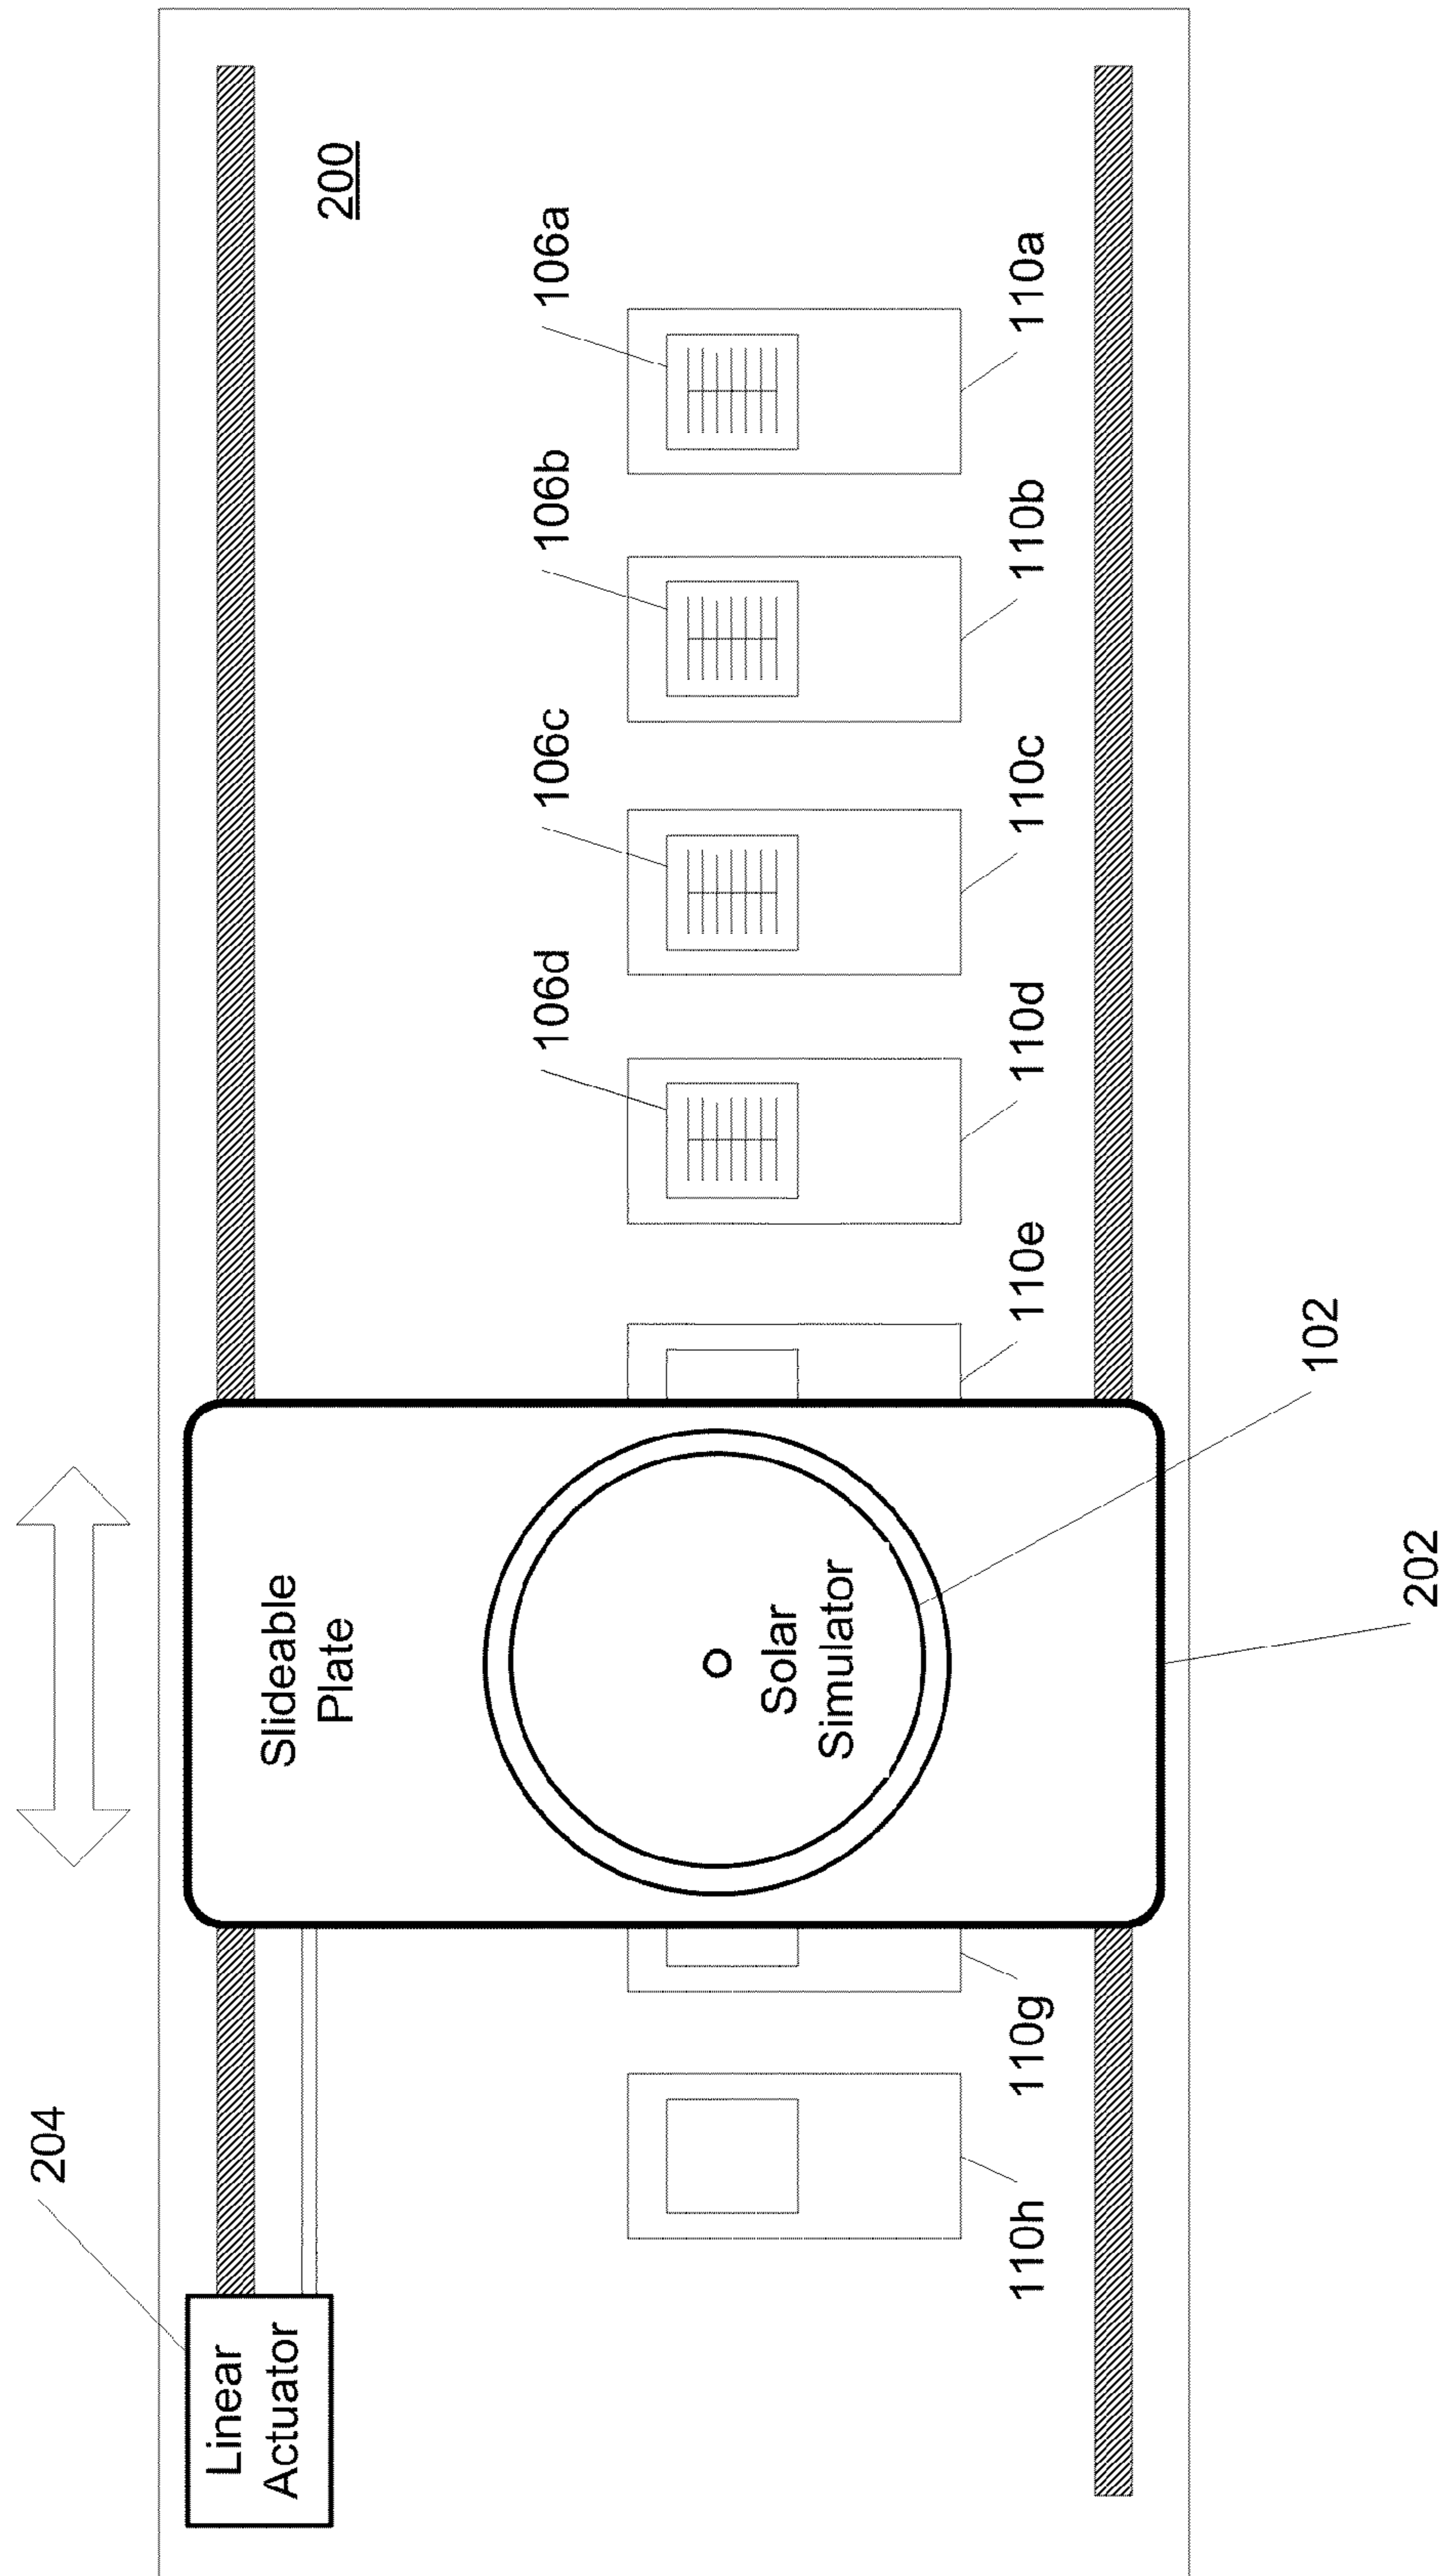 204
Linear
Actuator
Slideable
Plate
200
106d
106c
106b
106a
Solar
Simulator
110h
110g
110e
110d
110c
110b
110a
102
202